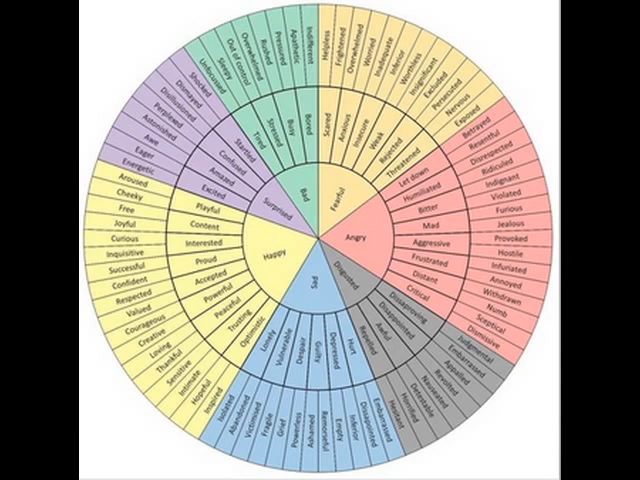 Fearful
Angry
Disgusted
Sad
Happy
Surprised
Bad
Scared
Anxious
Insecure
Weak
Rejected
Threatened
Let down
Humiliated
Bitter
Mad
Aggressive
Frustrated
Distant
Critical
Disapproving
Disappointed
Awful
Repelled
Hurt
Depressed
Guilty
Despair
Vulnerable
Lonely
Optimistic
Trusting
Peaceful
Powerful
Accepted
Proud
Interested
Content
Playful
Excited
Amazed
Confused
Startled
Tired
Stressed
Busy
Bored
Helpless
Frightened
Overwhelmed
Worried
Inadequate
Inferior
Worthless
Insignificant
Excluded
Persecuted
Nervous
Exposed
Betrayed
Resentful
Disrespected
Ridiculed
Indignant
Violated
Furious
Jealous
Provoked
Hostile
Infuriated
Annoyed
Withdrawn
Numb
Sceptical
Dismissive
Judgmental
Embarrassed
Appalled
Revolted
Nauseated
Detestable
Horrified
Hesitant
Embarrassed
Disappointed
Inferior
Empty
Remorseful
Ashamed
Powerless
Grief
Fragile
Victimised
Abandoned
Isolated
Inspired
Hopeful
Intimate
Sensitive
Thankful
Loving
Creative
Courageous
Valued
Respected
Confident
Successful
Inquisitive
Curious
Joyful
Free
Cheeky
Aroused
Energetic
Eager
Awe
Astonished
Perplexed
Disillusioned
Dismayed
Shocked
Unfocussed
Sleepy
Out of control
Overwhelmed
Rushed
Pressured
Apathetic
Indifferent